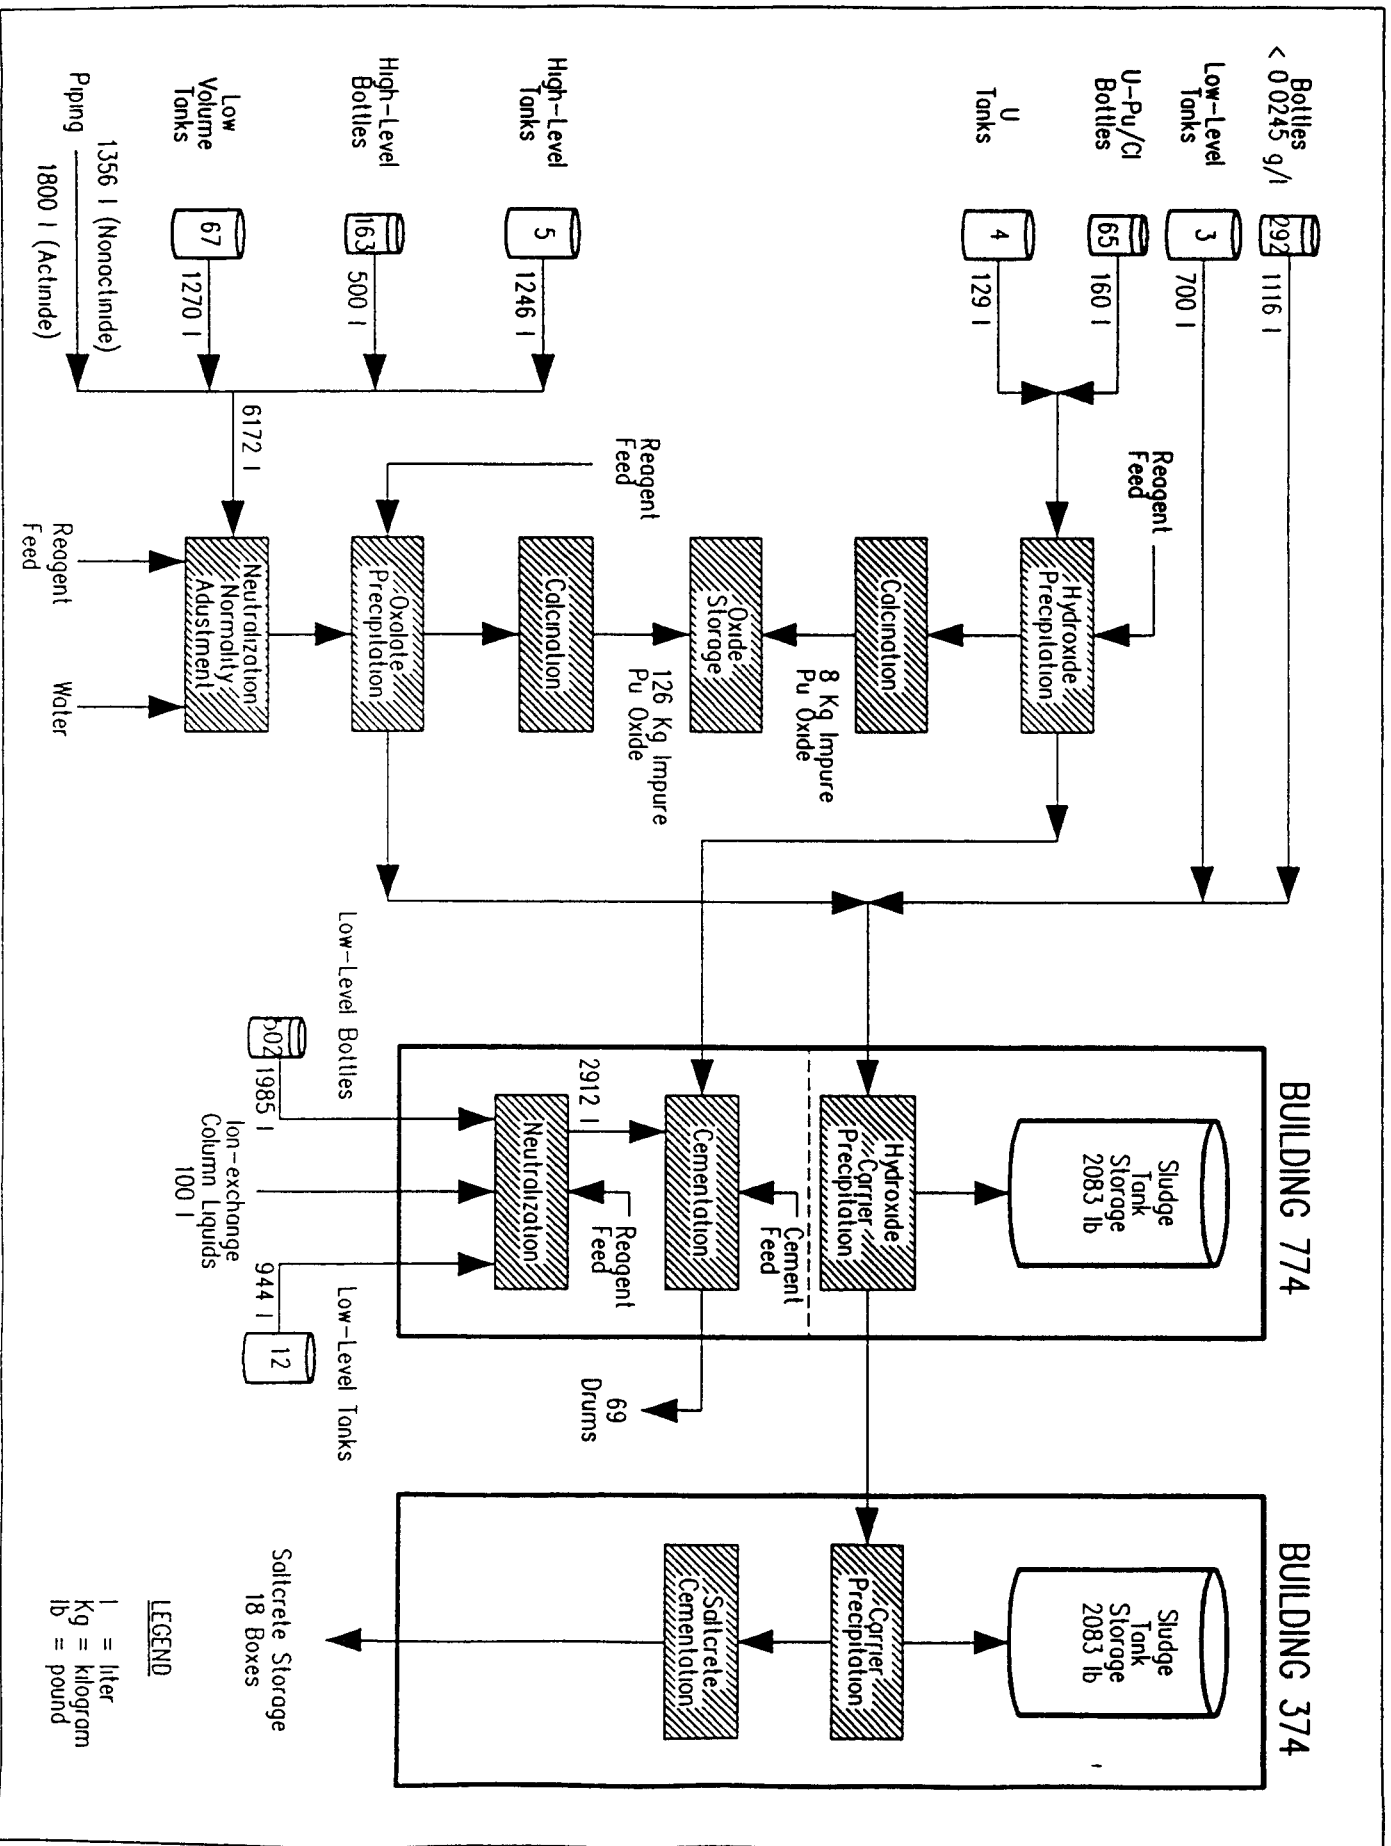 BUILDING 774
BUILDING 374
Bottles
< 0 0245 g/l
292
1116 l
Low-Level
Tanks
3
700 l
U-Pu/Cl
Bottles
65
160 l
U
Tanks
4
129 l
Reagent
Feed
Hydroxide
Precipitation
Calcination
8 Kg Impure
Pu Oxide
Oxide
Storage
126 Kg Impure
Pu Oxide
Calcination
Reagent
Feed
Oxalate
Precipitation
Neutralization
Normality
Adustment
High-Level
Tanks
5
1246 l
High-Level
Bottles
163
500 l
Low
Volume
Tanks
67
1270 l
1356 l (Nonactinide)
Piping
1800 l (Actinide)
6172 l
Reagent
Feed
Water
Sludge
Tank
Storage
2083 lb
Hydroxide
Carrier
Precipitation
Cement
Feed
Cementation
2912 l
Reagent
Feed
Neutralization
69
Drums
Low-Level Bottles
502
1985 l
Ion-exchange
Column Liquids
100 l
Low-Level Tanks
944 l
12
Sludge
Tank
Storage
2083 lb
Carrier
Precipitation
Saltcrete
Cementation
Saltcrete Storage
18 Boxes
LEGEND
l = liter
Kg = kilogram
lb = pound